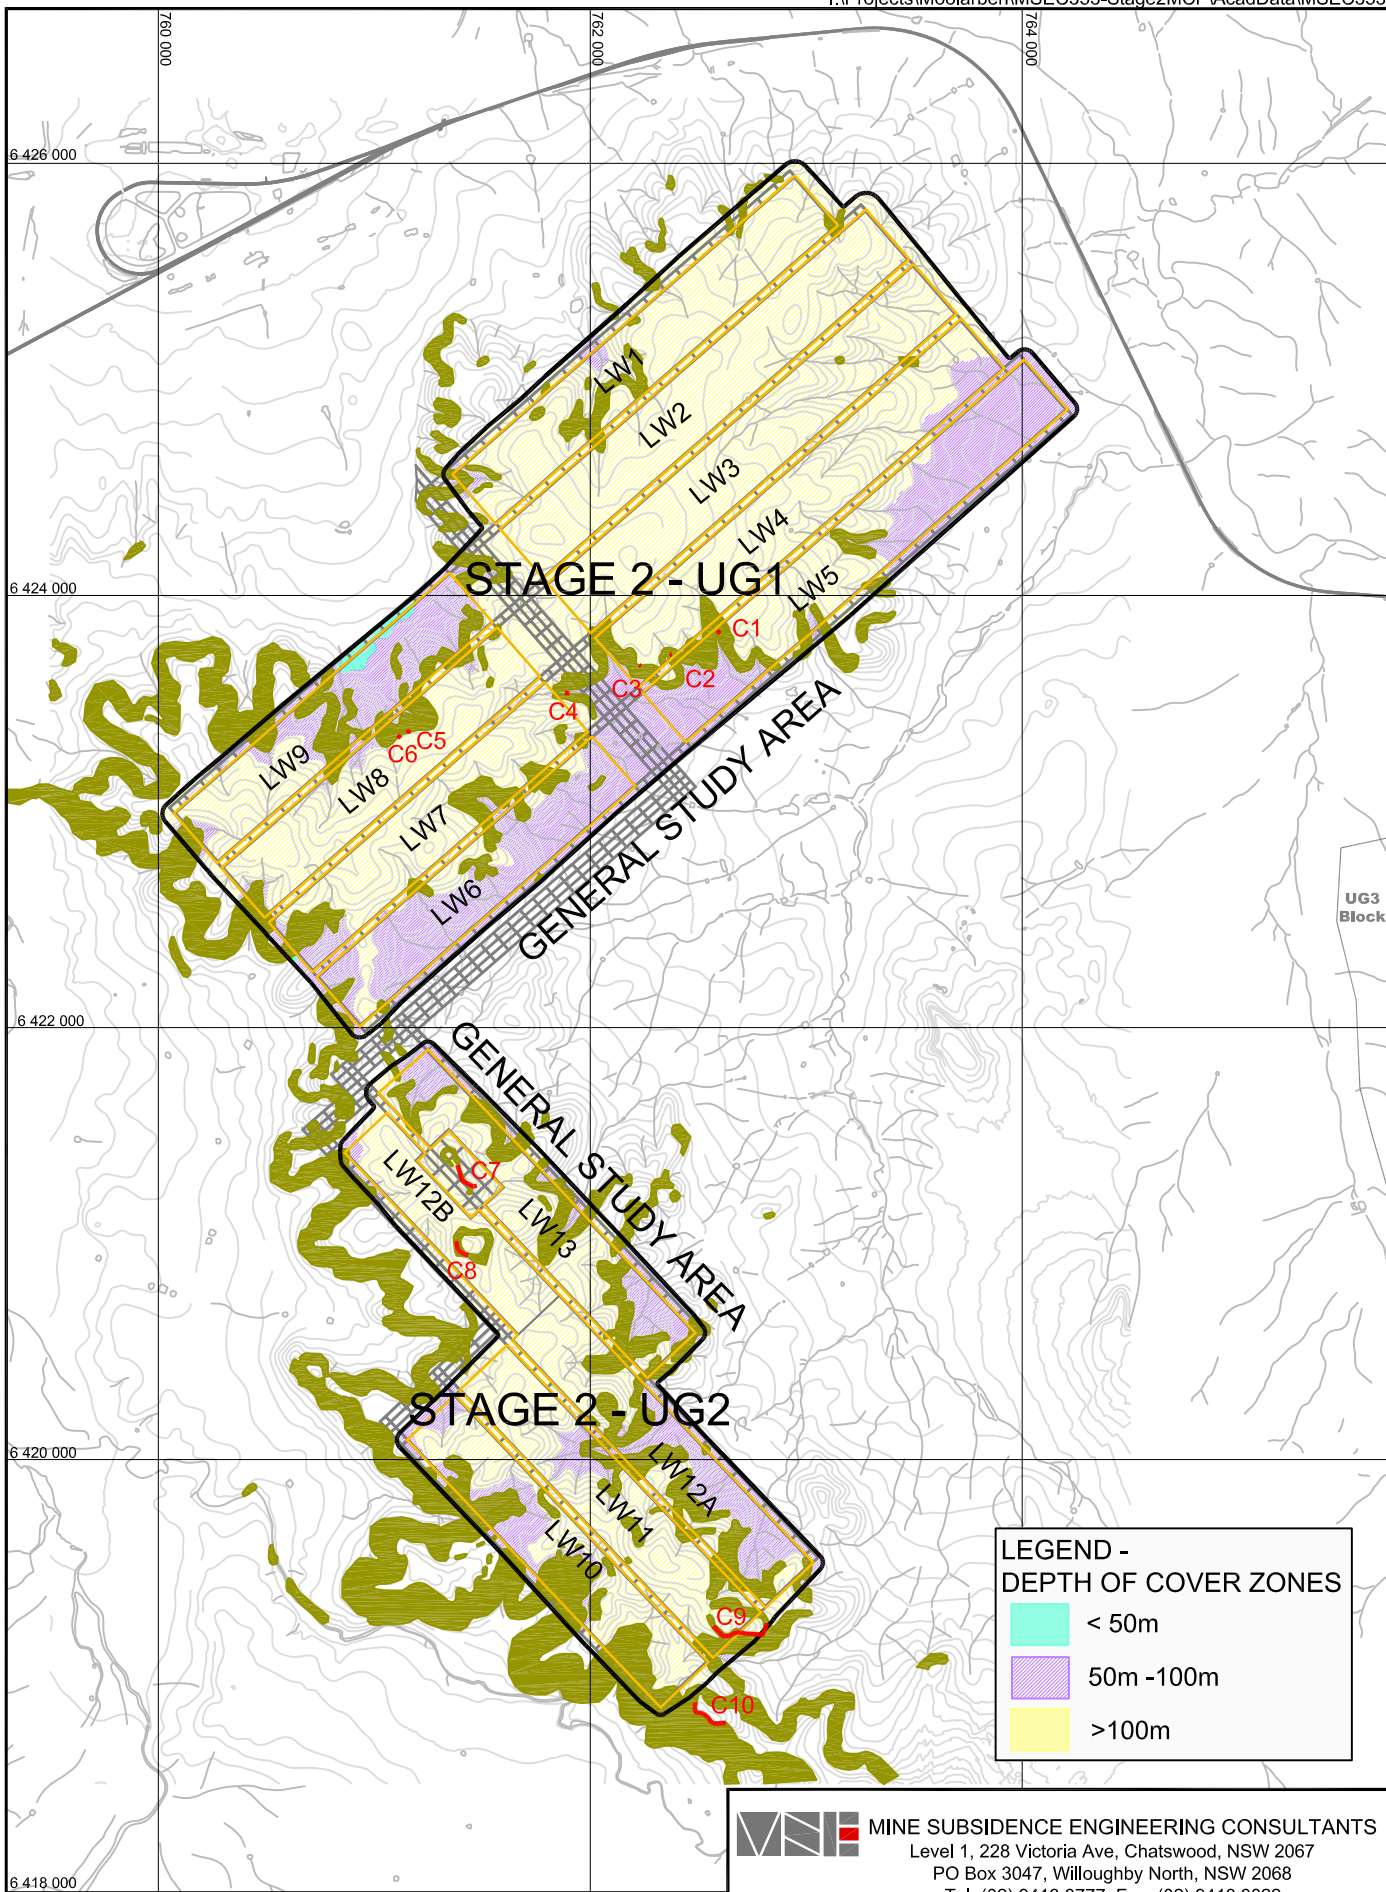 760 000
762 000
764 000
6 426 000
LW1
LW2
LW3
LW4
STAGE 2 - UG1
6 424 000
LW5
C1
C2
C3
C4
C5
C6
LW9
LW8
LW7
LW6
GENERAL STUDY AREA
UG3
Block
6 422 000
GENERAL STUDY AREA
C7
LW12B
LW13
C8
STAGE 2 - UG2
6 420 000
LW12A
LW11
LW10
C9
C10
LEGEND -
DEPTH OF COVER ZONES
< 50m
50m -100m
>100m
MINE SUBSIDENCE ENGINEERING CONSULTANTS
Level 1, 228 Victoria Ave, Chatswood, NSW 2067
PO Box 3047, Willoughby North, NSW 2068
6 418 000